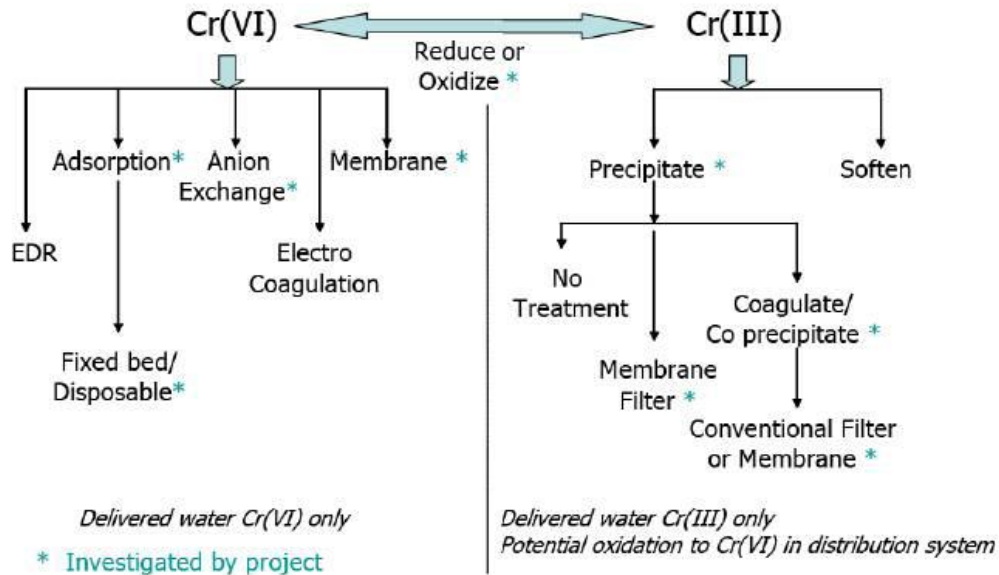 Cr(VI)
Cr(III)
Reduce or
Oxidize *
Adsorption*
Anion
Exchange*
Membrane *
EDR
Electro
Coagulation
Fixed bed/
Disposable*
Precipitate *
Soften
No
Treatment
Membrane
Filter *
Coagulate/
Co precipitate *
Conventional Filter
or Membrane *
Delivered water Cr(VI) only
* Investigated by project
Delivered water Cr(III) only
Potential oxidation to Cr(VI) in distribution system